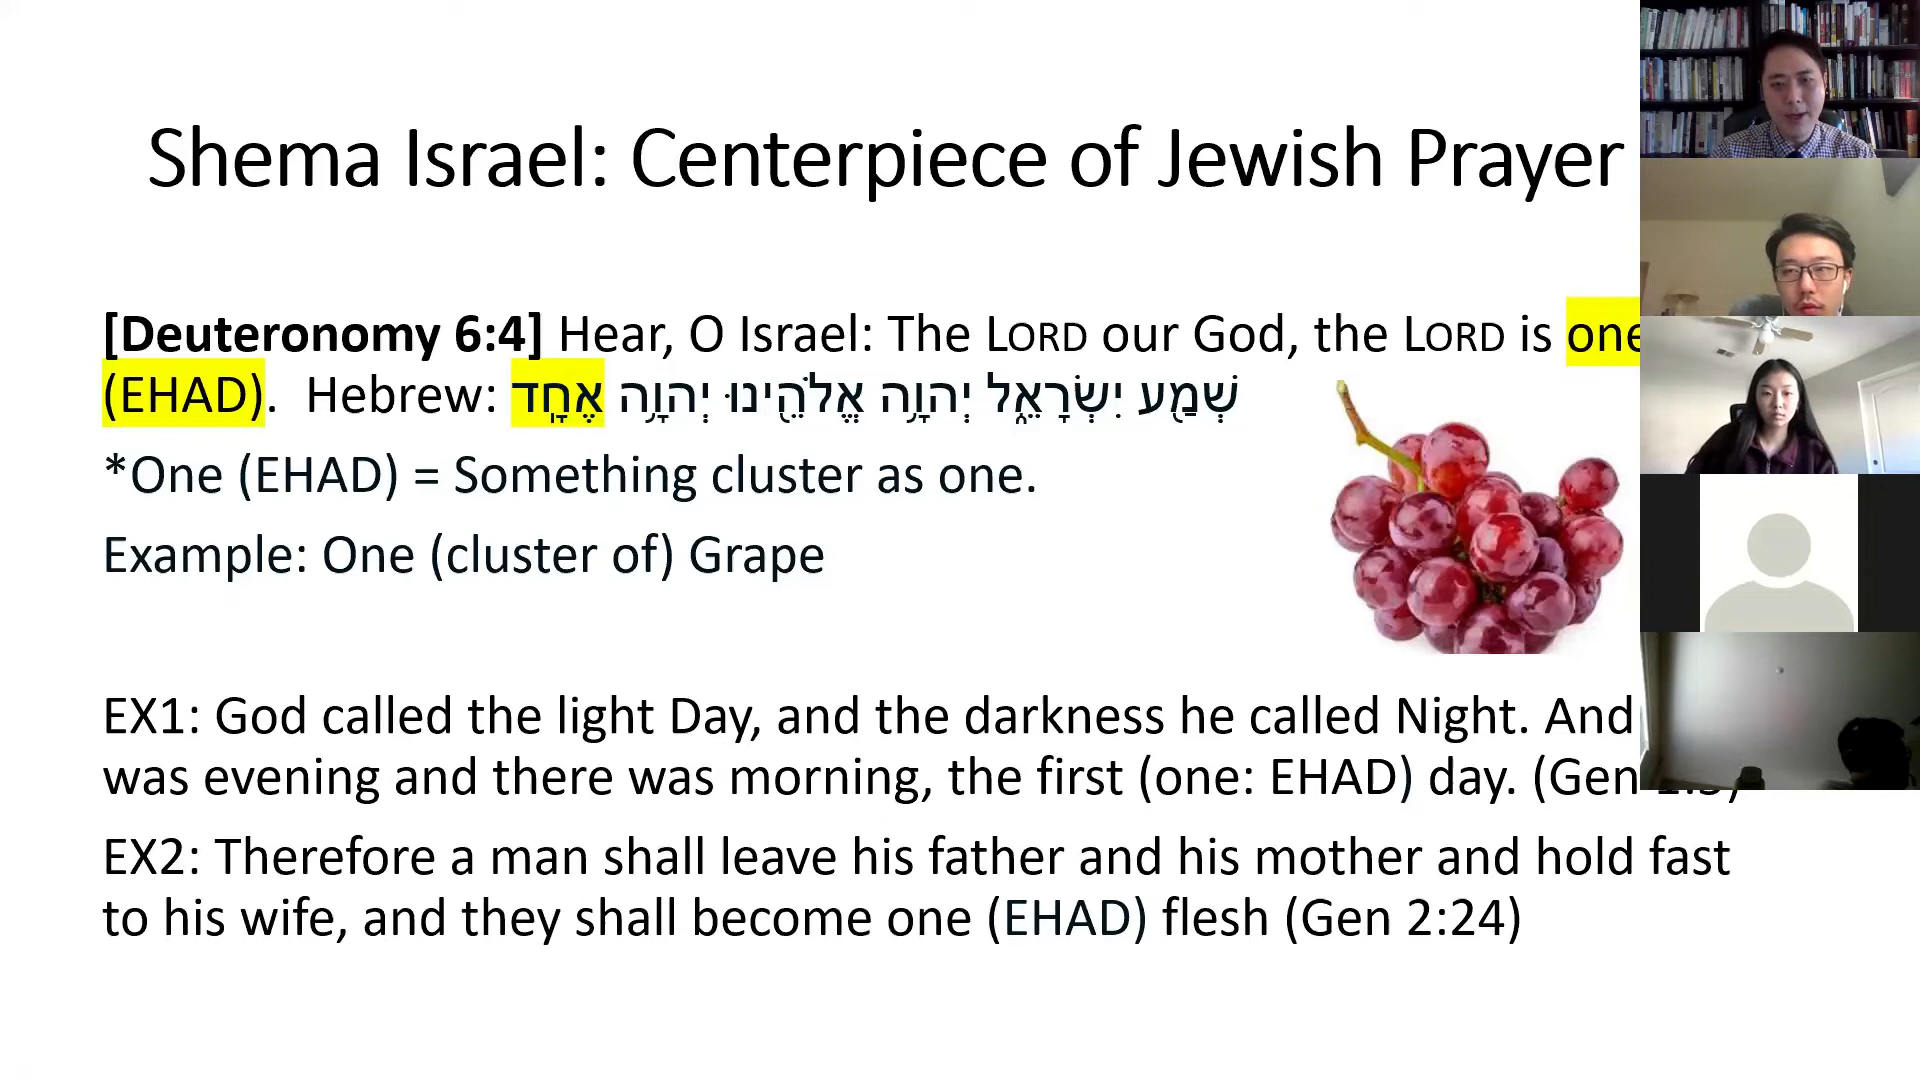 Shema Israel: Centerpiece of Jewish Prayer
[Deuteronomy 6:4] Hear, O Israel: The LORD our God, the LORD is one
(EHAD).  Hebrew: שְׁמַ֖ע יִשְׂרָאֵ֑ל יְהוָ֥ה אֱלֹהֵ֖ינוּ יְהוָ֥ה אֶחָֽד
*One (EHAD) = Something cluster as one.
Example: One (cluster of) Grape
EX1: God called the light Day, and the darkness he called Night. And
was evening and there was morning, the first (one: EHAD) day. (Gen
EX2: Therefore a man shall leave his father and his mother and hold fast
to his wife, and they shall become one (EHAD) flesh (Gen 2:24)